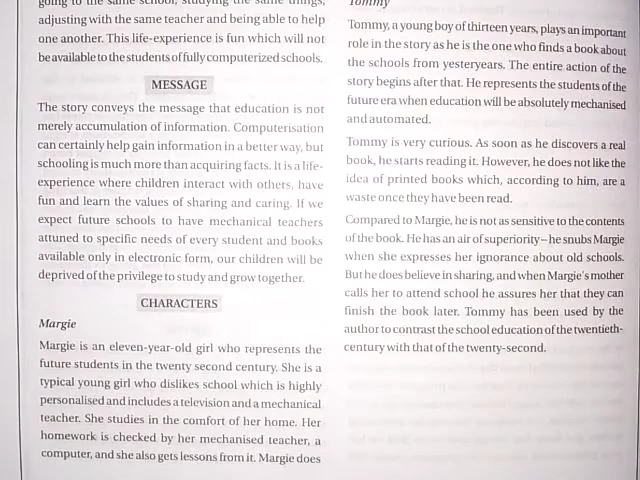 going to the same school, studying the same things,
adjusting with the same teacher and being able to help
one another. This life-experience is fun which will not
be available to the students of fully computerized schools.
MESSAGE
The story conveys the message that education is not
merely accumulation of information. Computerisation
can certainly help gain information in a better way, but
schooling is much more than acquiring facts. It is a life-
experience where children interact with others, have
fun and learn the values of sharing and caring. If we
expect future schools to have mechanical teachers
attuned to specific needs of every student and books
available only in electronic form, our children will be
deprived of the privilege to study and grow together.
CHARACTERS
Margie
Margie is an eleven-year-old girl who represents the
future students in the twenty second century. She is a
typical young girl who dislikes school which is highly
personalised and includes a television and a mechanical
teacher. She studies in the comfort of her home. Her
homework is checked by her mechanised teacher, a
computer, and she also gets lessons from it. Margie does
Tommy
Tommy, a young boy of thirteen years, plays an important
role in the story as he is the one who finds a book about
the schools from yesteryears. The entire action of the
story begins after that. He represents the students of the
future era when education will be absolutely mechanised
and automated.
Tommy is very curious. As soon as he discovers a real
book, he starts reading it. However, he does not like the
idea of printed books which, according to him, are a
waste once they have been read.
Compared to Margie, he is not as sensitive to the contents
of the book. He has an air of superiority–he snubs Margie
when she expresses her ignorance about old schools.
But he does believe in sharing, and when Margie's mother
calls her to attend school he assures her that they can
finish the book later. Tommy has been used by the
author to contrast the school education of the twentieth-
century with that of the twenty-second.